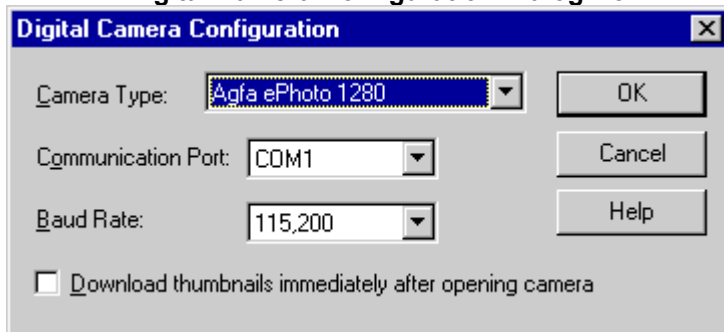 Digital Camera Configuration
Camera Type: Agfa ePhoto 1280 OK
Communication Port: COM1 Cancel
Baud Rate: 115,200 Help
Download thumbnails immediately after opening camera